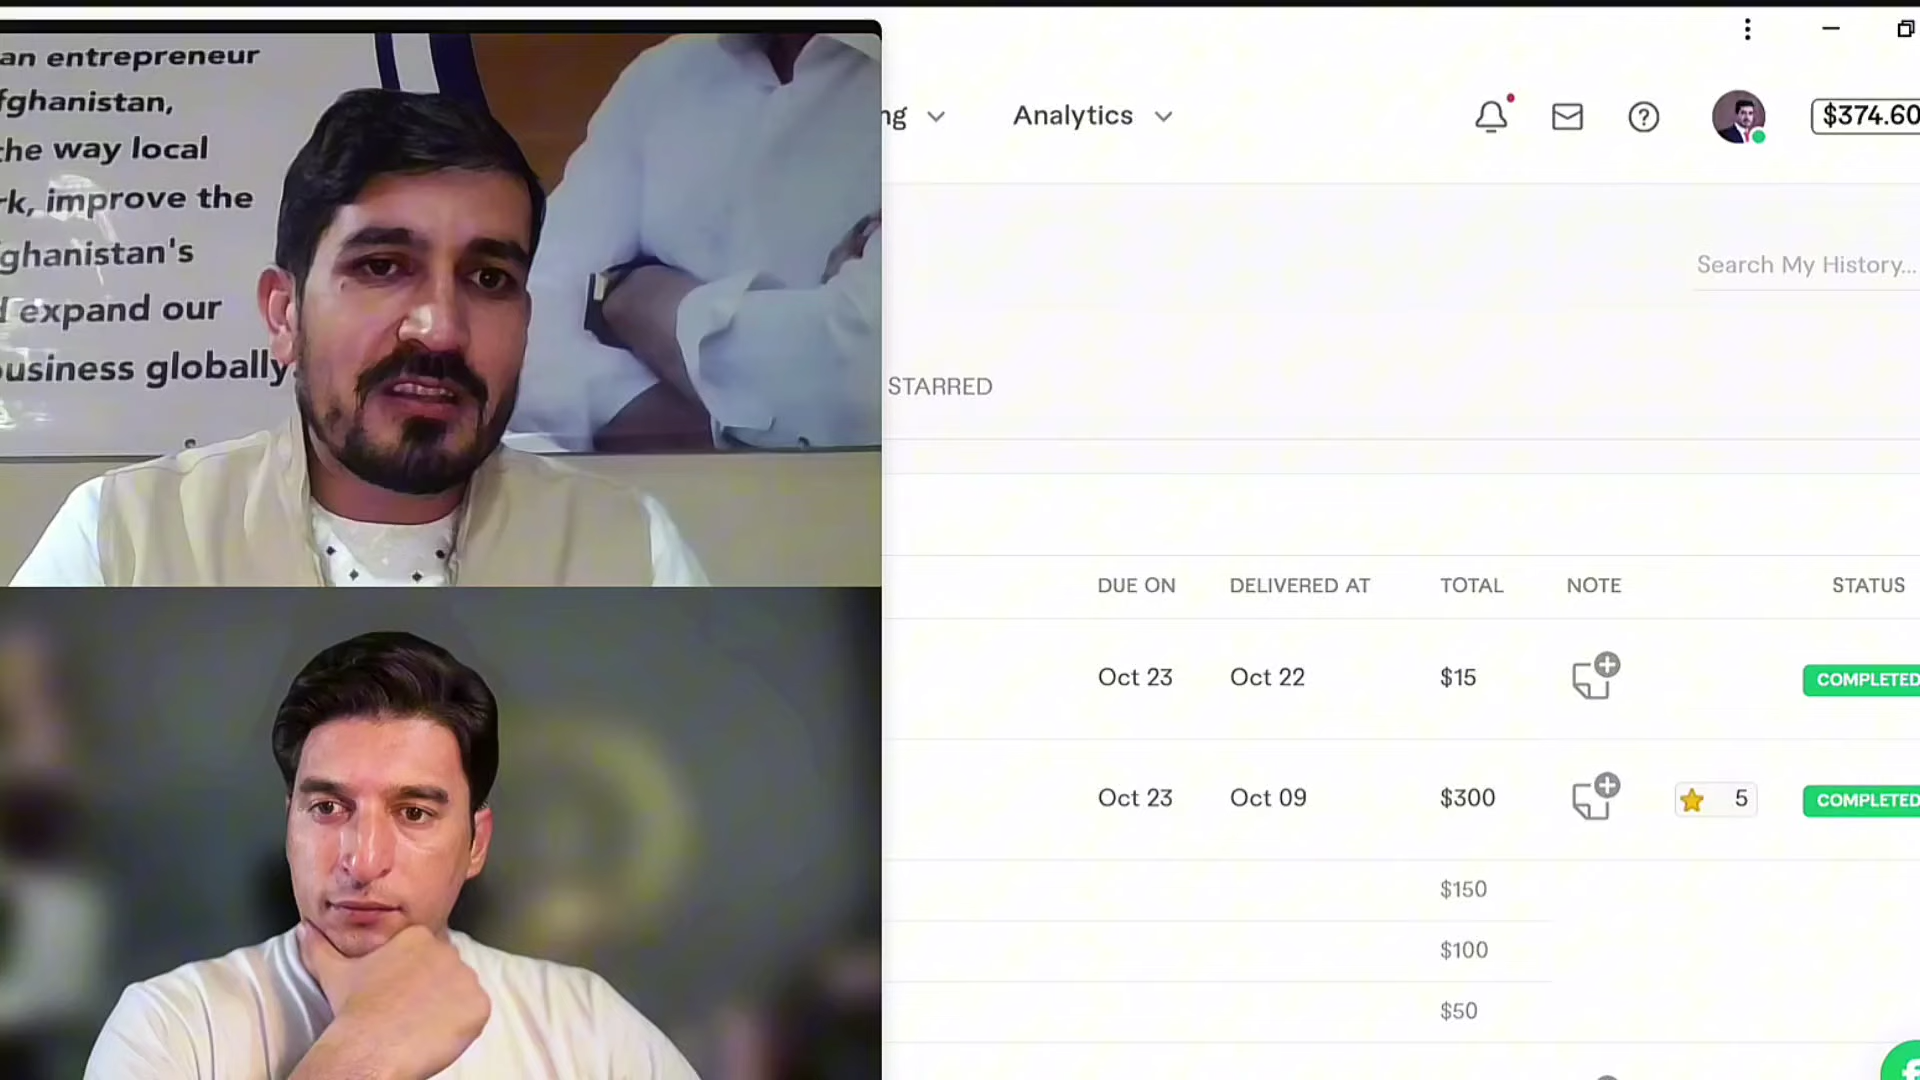 an entrepreneur
fghanistan,
the way local
rk, improve the
ghanistan's
expand our
business globally
ng
Analytics
$374.60
Search My History...
STARRED
DUE ON DELIVERED AT TOTAL NOTE STATUS
Oct 23 Oct 22 $15 COMPLETED
Oct 23 Oct 09 $300 5 COMPLETED
$150
$100
$50